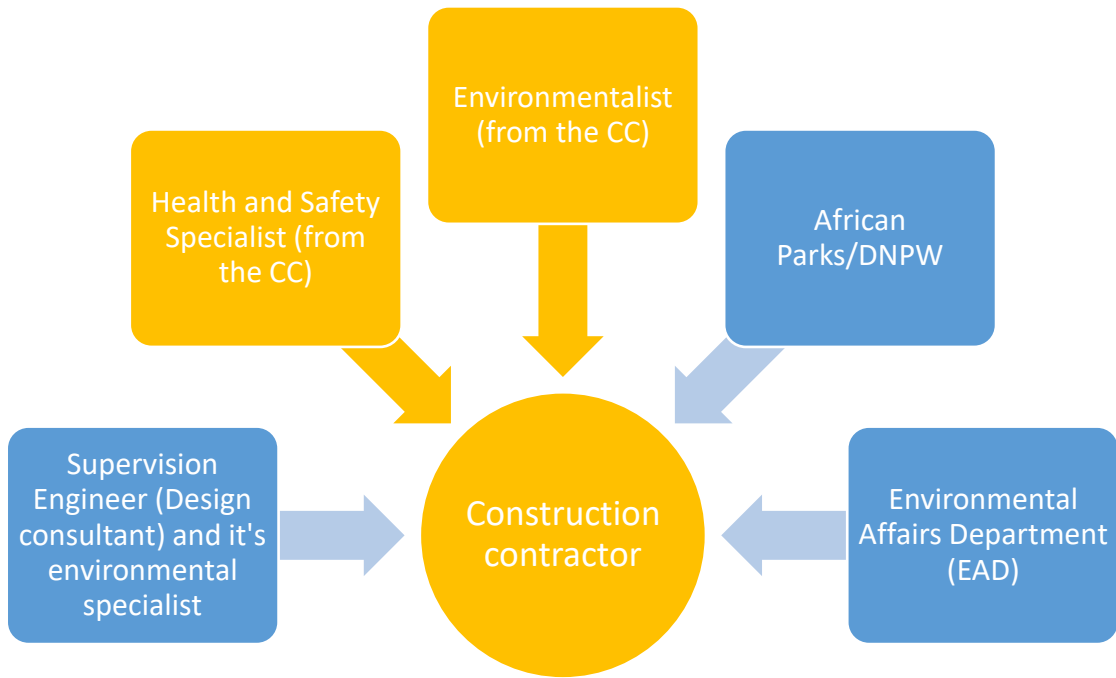 Environmentalist
(from the CC)
Health and Safety
Specialist (from
the CC)
African
Parks/DNPW
Supervision
Engineer (Design
consultant) and it's
environmental
specialist
Construction
contractor
Environmental
Affairs Department
(EAD)